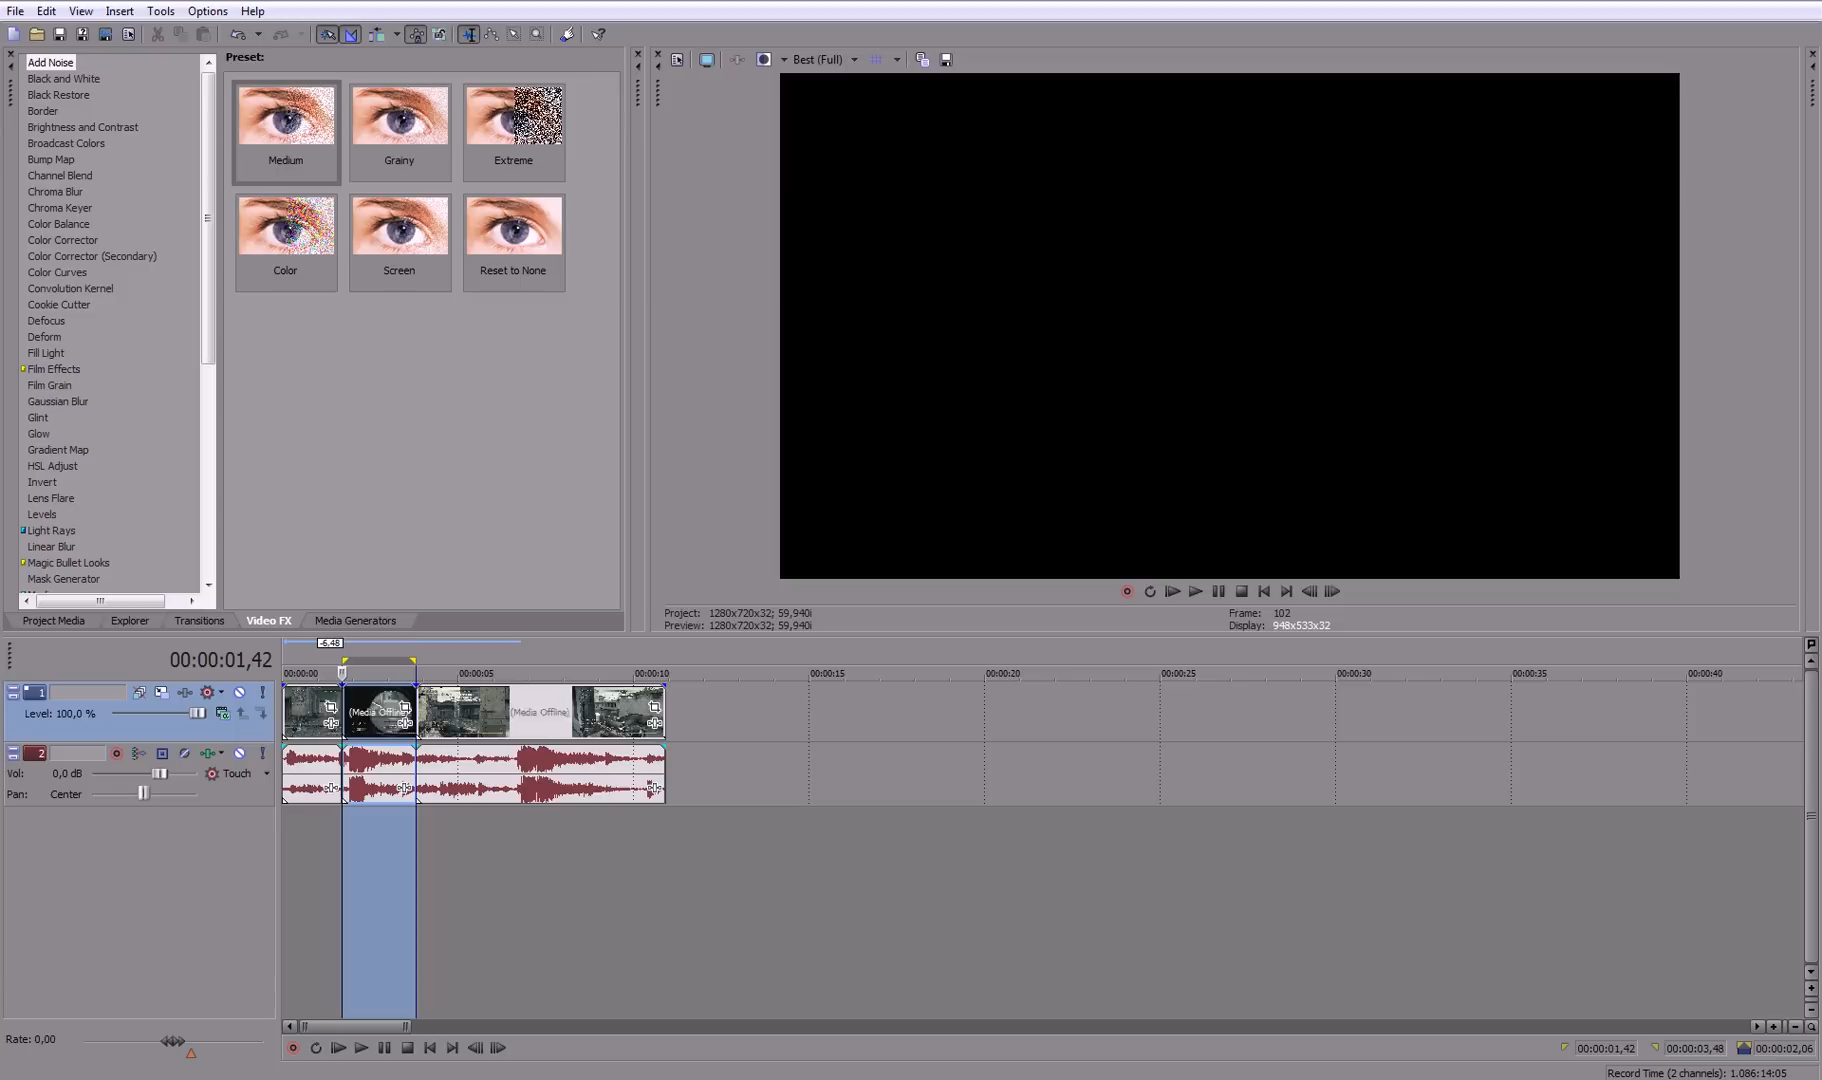 File Edit View Insert Tools Options Help
Preset:
Add Noise
Black and White
Black Restore
Border
Brightness and Contrast
Broadcast Colors
Bump Map
Channel Blend
Chroma Blur
Chroma Keyer
Color Balance
Color Corrector
Color Corrector (Secondary)
Color Curves
Convolution Kernel
Cookie Cutter
Defocus
Deform
Fill Light
Film Effects
Film Grain
Gaussian Blur
Glint
Glow
Gradient Map
HSL Adjust
Invert
Lens Flare
Levels
Light Rays
Linear Blur
Magic Bullet Looks
Mask Generator
Medium Grainy Extreme
Color Screen Reset to None
Best (Full)
Project: 1280x720x32; 59,940i Frame: 102
Preview: 1280x720x32; 59,940i Display: 948x533x32
Project Media Explorer Transitions Video FX Media Generators
-6.48
00:00:01,42
00:00:00 00:00:05 00:00:10 00:00:15 00:00:20 00:00:25 00:00:30 00:00:35 00:00:40
1
Level: 100,0 %
(Media Offline) (Media Offline)
2
Vol: 0,0 dB Touch
Pan: Center
Rate: 0,00
00:00:01,42 00:00:03,48 00:00:02,06
Record Time (2 channels): 1.086:14:05